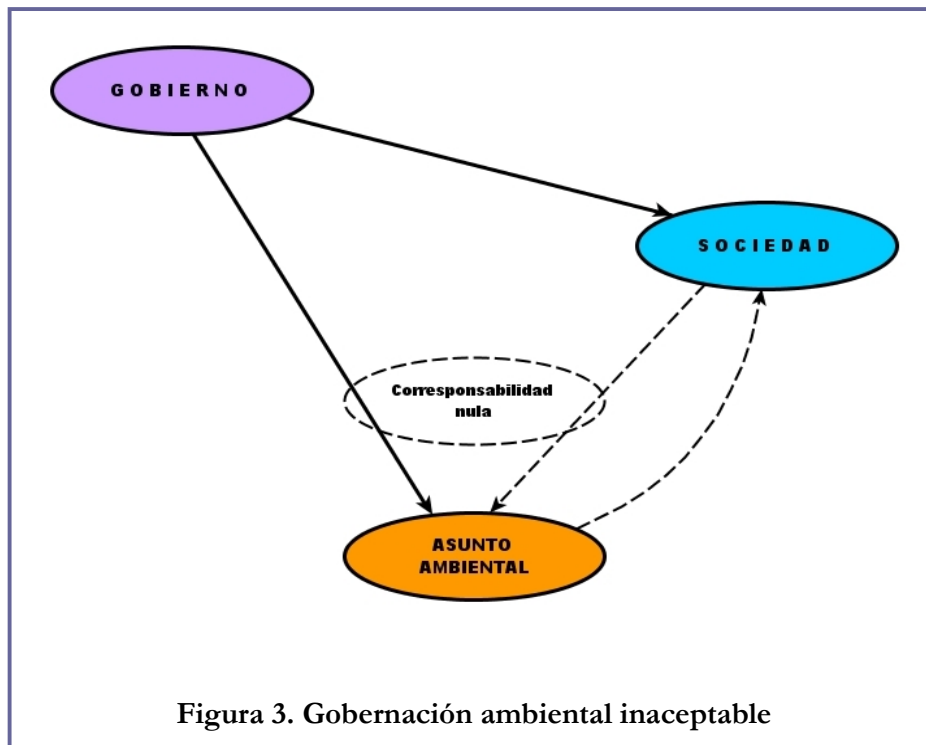 GOBIERNO
SOCIEDAD
Corresponsabilidad
nula
ASUNTO
AMBIENTAL
Figura 3. Gobernación ambiental inaceptable